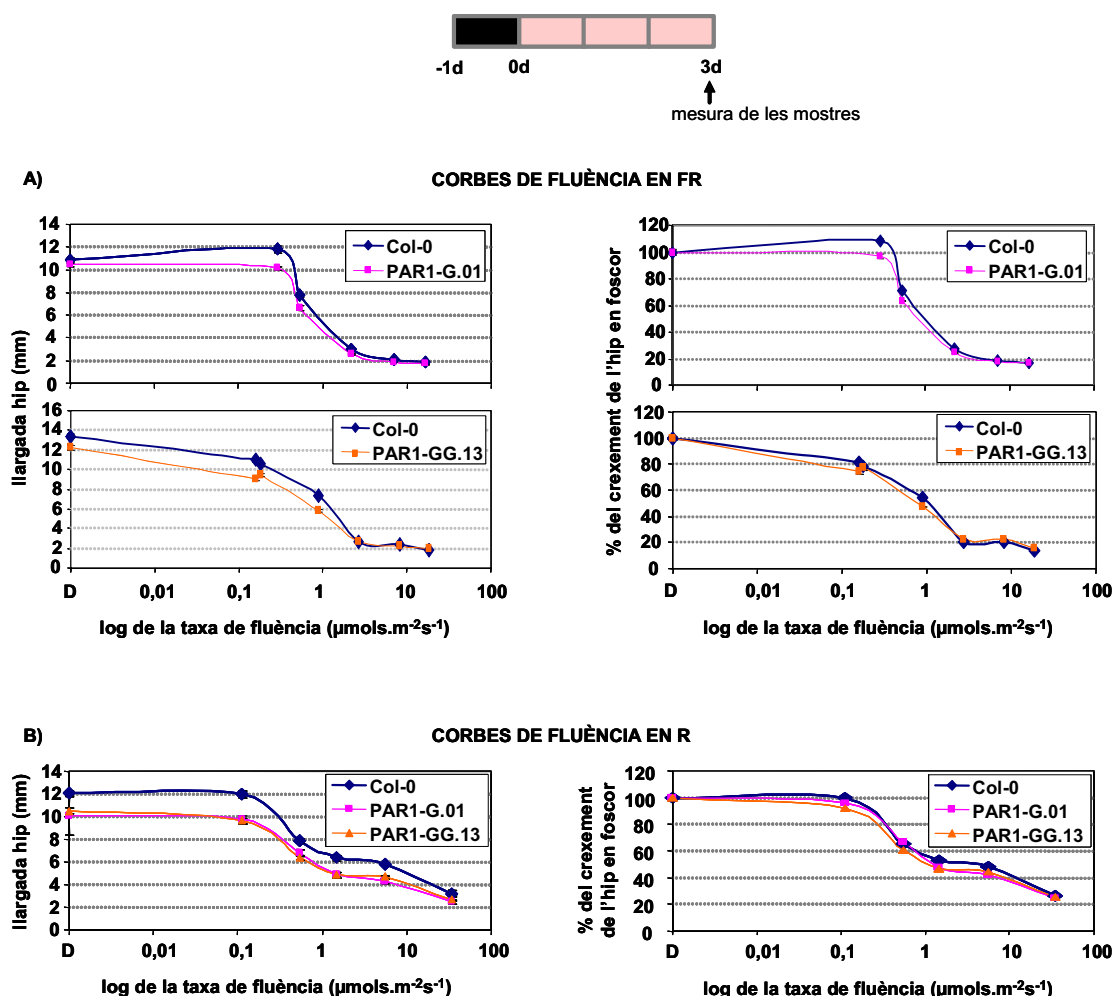 -1d 0d 3d
mesura de les mostres
A) CORBES DE FLUÈNCIA EN FR
llargada hip (mm)
14
12
10
8
6
4
2
0
Col-0
PAR1-G.01
16
14
12
10
8
6
4
2
0
Col-0
PAR1-GG.13
D 0,01 0,1 1 10 100
log de la taxa de fluència (µmols.m-2s-1)
% del crexement de l'hip en foscor
120
100
80
60
40
20
0
Col-0
PAR1-G.01
120
100
80
60
40
20
0
Col-0
PAR1-GG.13
D 0,01 0,1 1 10 100
log de la taxa de fluència (µmols.m-2s-1)
B) CORBES DE FLUÈNCIA EN R
llargada hip (mm)
14
12
10
8
6
4
2
0
Col-0
PAR1-G.01
PAR1-GG.13
D 0,01 0,1 1 10 100
log de la taxa de fluència (µmols.m-2s-1)
% del crexement
de l'hip en foscor
120
100
80
60
40
20
0
Col-0
PAR1-G.01
PAR1-GG.13
D 0,01 0,1 1 10 100
log de la taxa de fluència (µmols.m-2s-1)